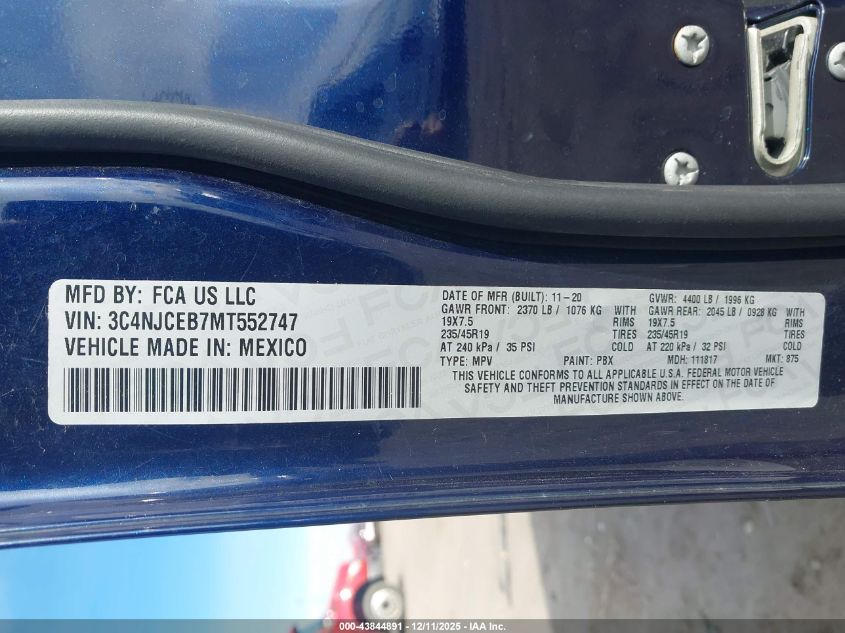 MFD BY: FCA US LLC
VIN: 3C4NJCEB7MT552747
VEHICLE MADE IN: MEXICO
DATE OF MFR (BUILT): 11-20 GVWR: 4400 LB / 1996 KG
GAWR FRONT: 2370 LB / 1076 KG WITH GAWR REAR: 2045 LB / 0928 KG WITH
19X7.5 RIMS 19X7.5 RIMS
235/45R19 TIRES 235/45R19 TIRES
AT 240 kPa / 35 PSI COLD AT 220 kPa / 32 PSI COLD
TYPE: MPV PAINT: PBX MDH: 111817 MKT: 875
THIS VEHICLE CONFORMS TO ALL APPLICABLE U.S.A. FEDERAL MOTOR VEHICLE
SAFETY AND THEFT PREVENTION STANDARDS IN EFFECT ON THE DATE OF
MANUFACTURE SHOWN ABOVE.
000-43844891 - 12/11/2025 - IAA Inc.